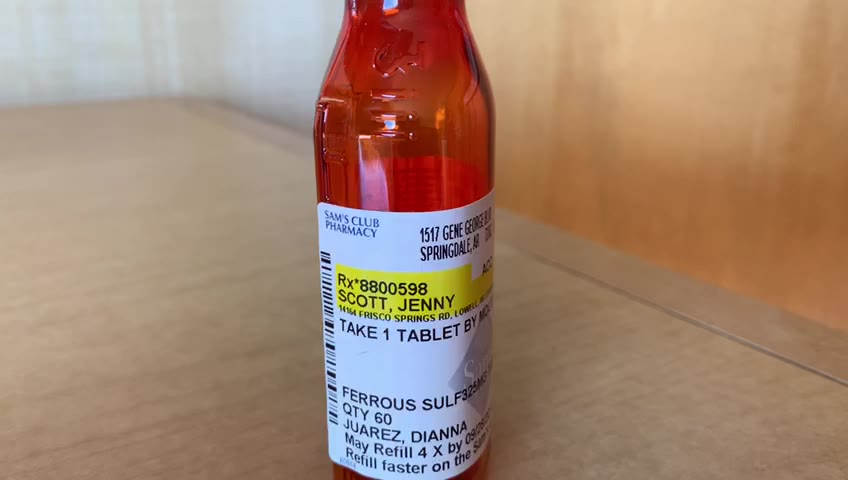 SAM'S CLUB
PHARMACY
1517 GENE GEORGE
SPRINGDALE, AR
Rx*8800598
SCOTT, JENNY
14164 FRISCO SPRINGS RD, LOWELL,
TAKE 1 TABLET BY
FERROUS SULF325MG
QTY 60
JUAREZ, DIANNA
May Refill 4 X by
Refill faster on the